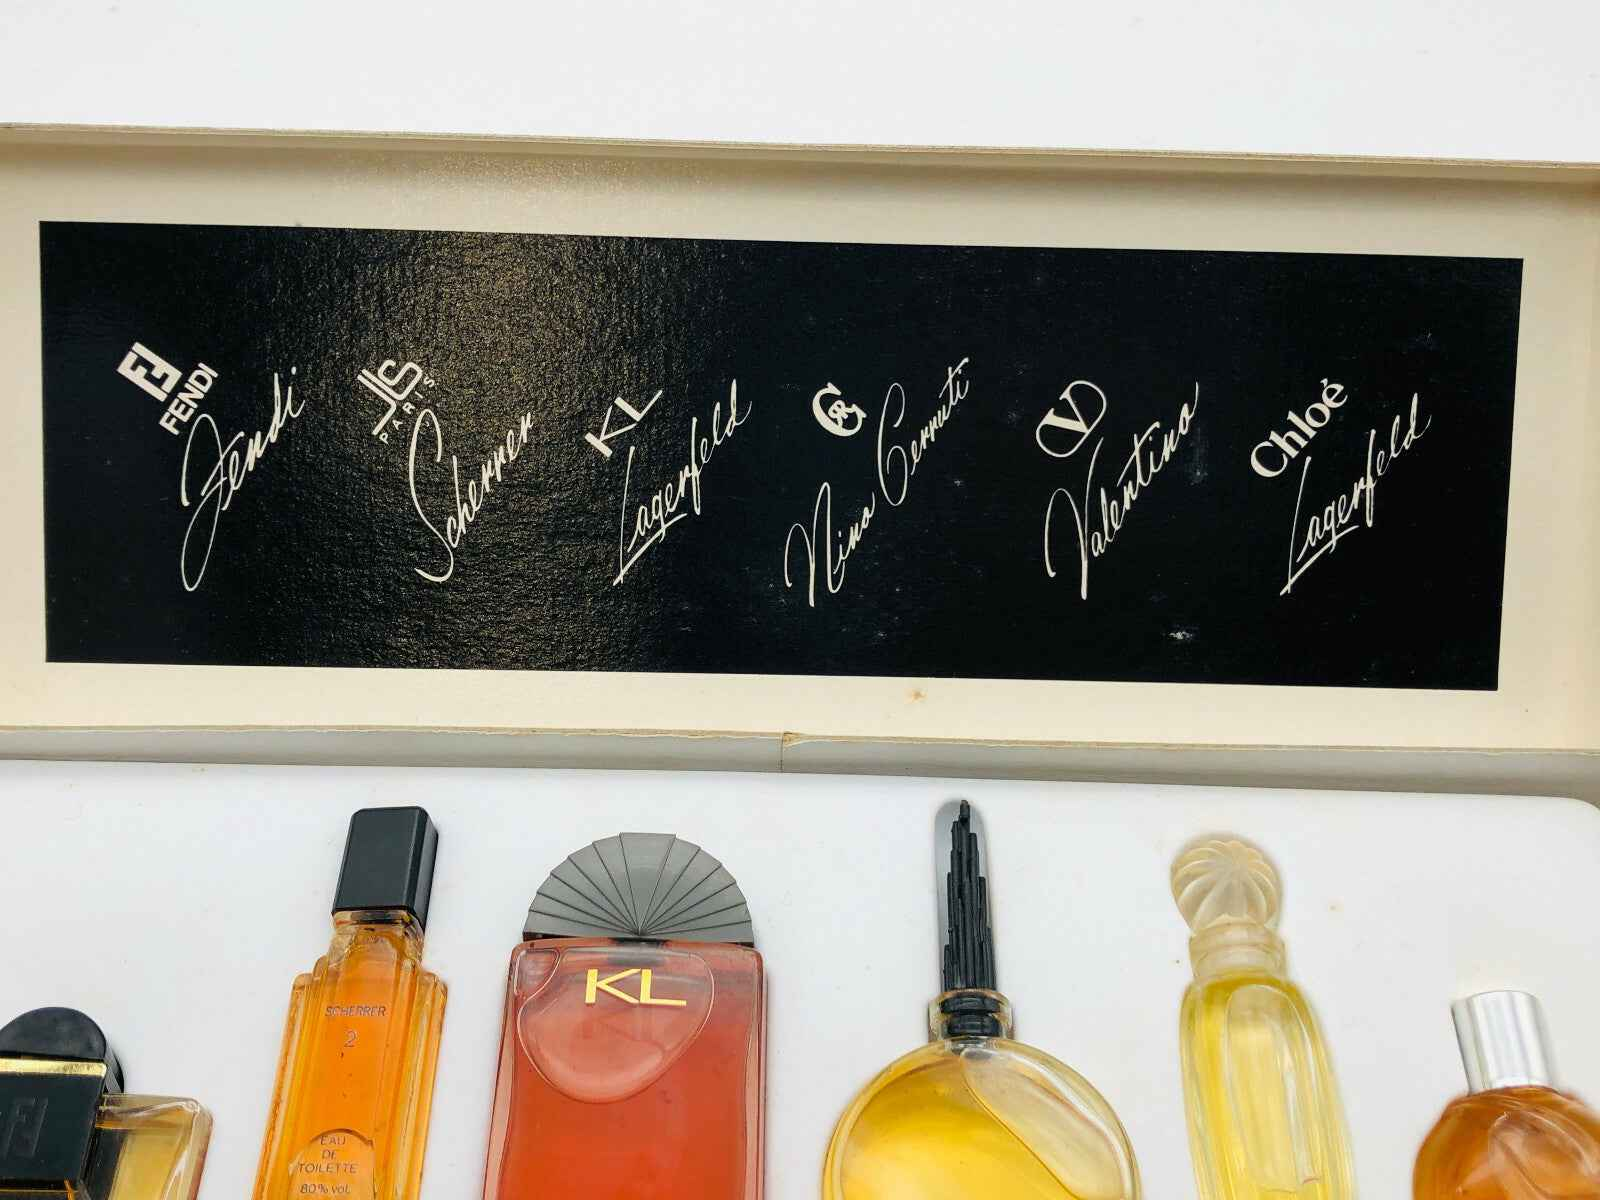 FENDI
Fendi
JLS
PARIS
Scherrer
KL
Lagerfeld
CR
Nino Cerruti
V
Valentino
Chloé
Lagerfeld
SCHERRER
2
EAU
DE
TOILETTE
80% vol.
KL